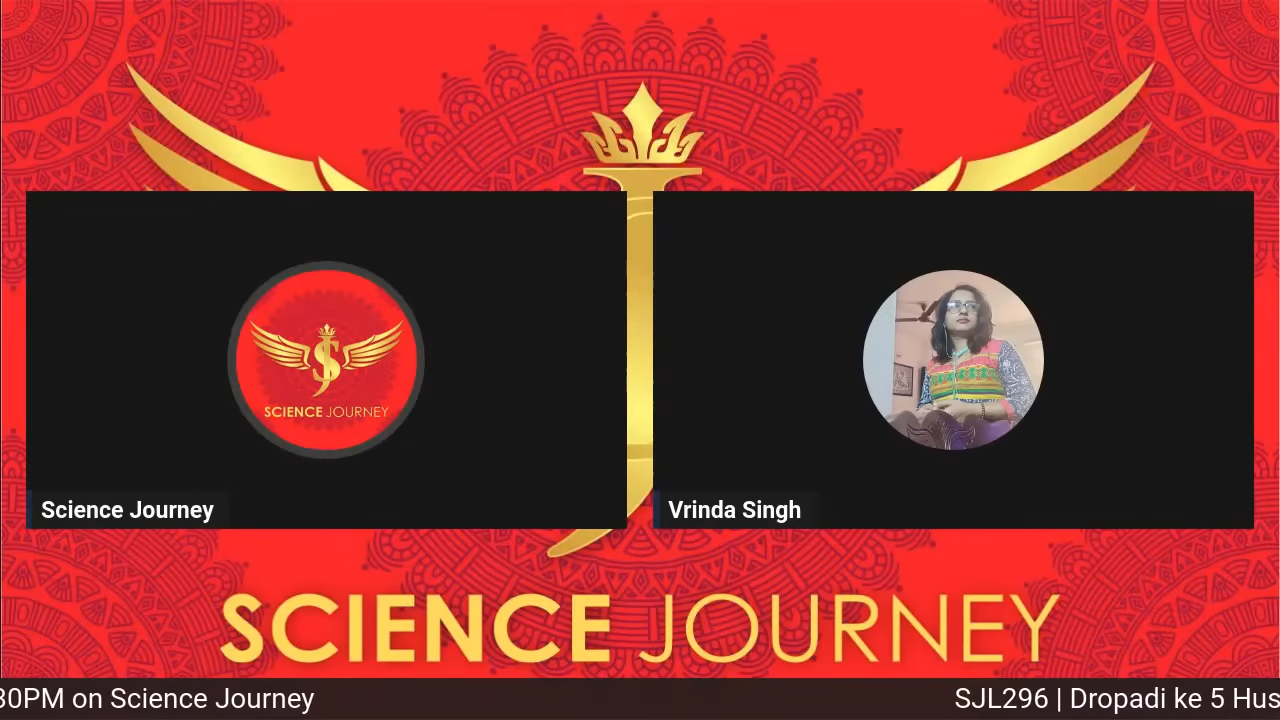 SCIENCE JOURNEY
Science Journey
Vrinda Singh
SCIENCE JOURNEY
30PM on Science Journey
SJL296 | Dropadi ke 5 Hus